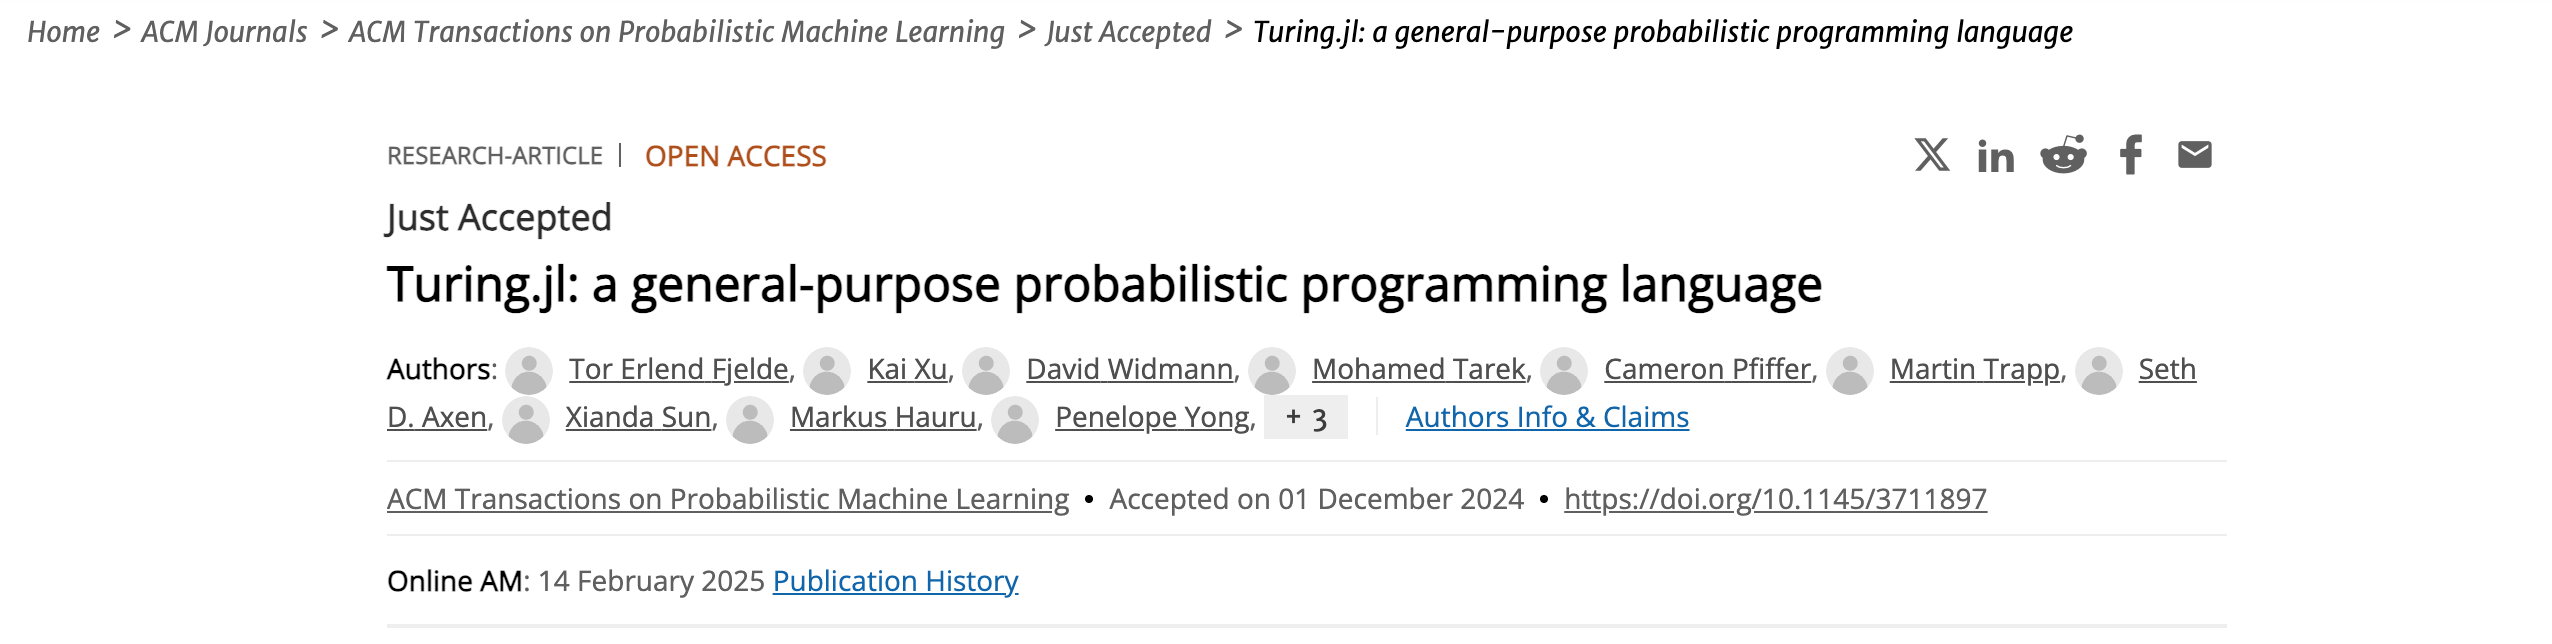 Home > ACM Journals > ACM Transactions on Probabilistic Machine Learning > Just Accepted > Turing.jl: a general-purpose probabilistic programming language
RESEARCH-ARTICLE | OPEN ACCESS
Just Accepted
Turing.jl: a general-purpose probabilistic programming language
Authors: Tor Erlend Fjelde, Kai Xu, David Widmann, Mohamed Tarek, Cameron Pfiffer, Martin Trapp, Seth
D. Axen, Xianda Sun, Markus Hauru, Penelope Yong, + 3 Authors Info & Claims
ACM Transactions on Probabilistic Machine Learning • Accepted on 01 December 2024 • https://doi.org/10.1145/3711897
Online AM: 14 February 2025 Publication History